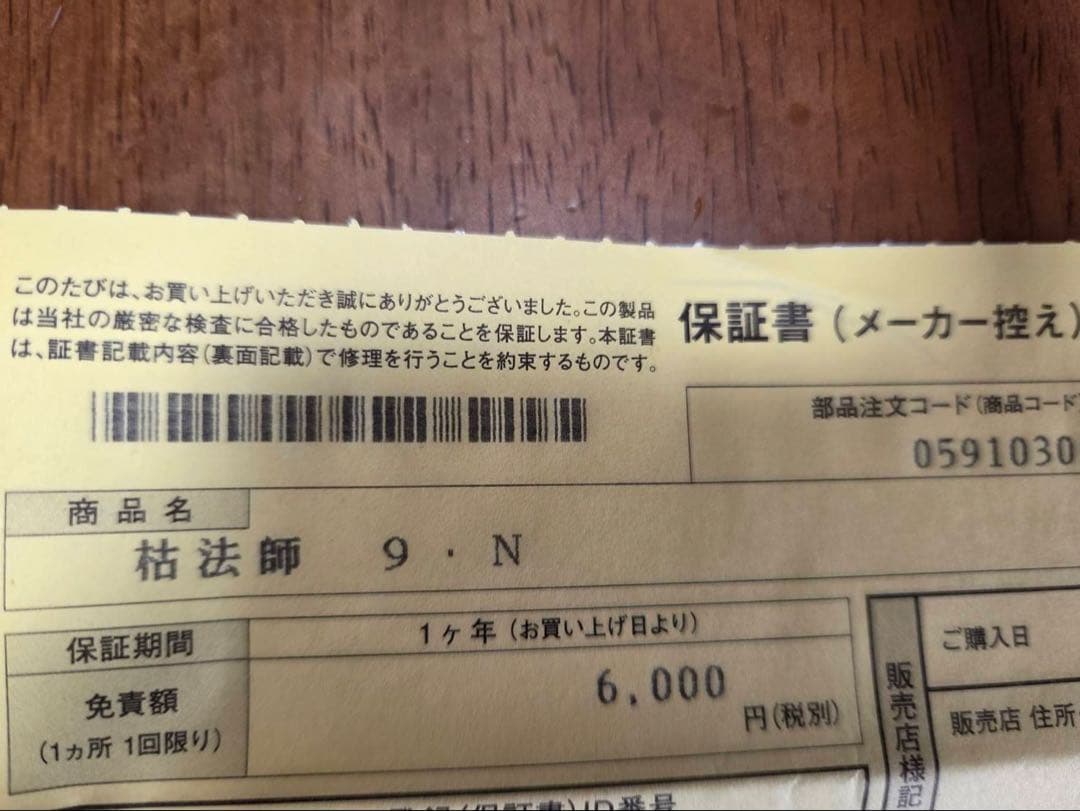 このたびは、お買い上げいただき誠にありがとうございました。この製品
は当社の厳密な検査に合格したものであることを保証します。本証書
は、証書記載内容(裏面記載)で修理を行うことを約束するものです。
保証書(メーカー控え)
部品注文コード(商品コード
0591030
商品名
枯法師 9・N
保証期間
1ヶ年(お買い上げ日より)
免責額
(1ヵ所 1回限り)
6,000
円(税別)
販売店様記
ご購入日
販売店 住所
(保証書)ID番号